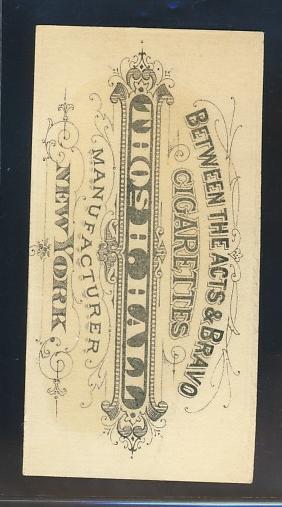 BETWEEN THE ACTS & BRAVO
CIGARETTES
THOS H HALL
MANUFACTURER
NEW YORK.